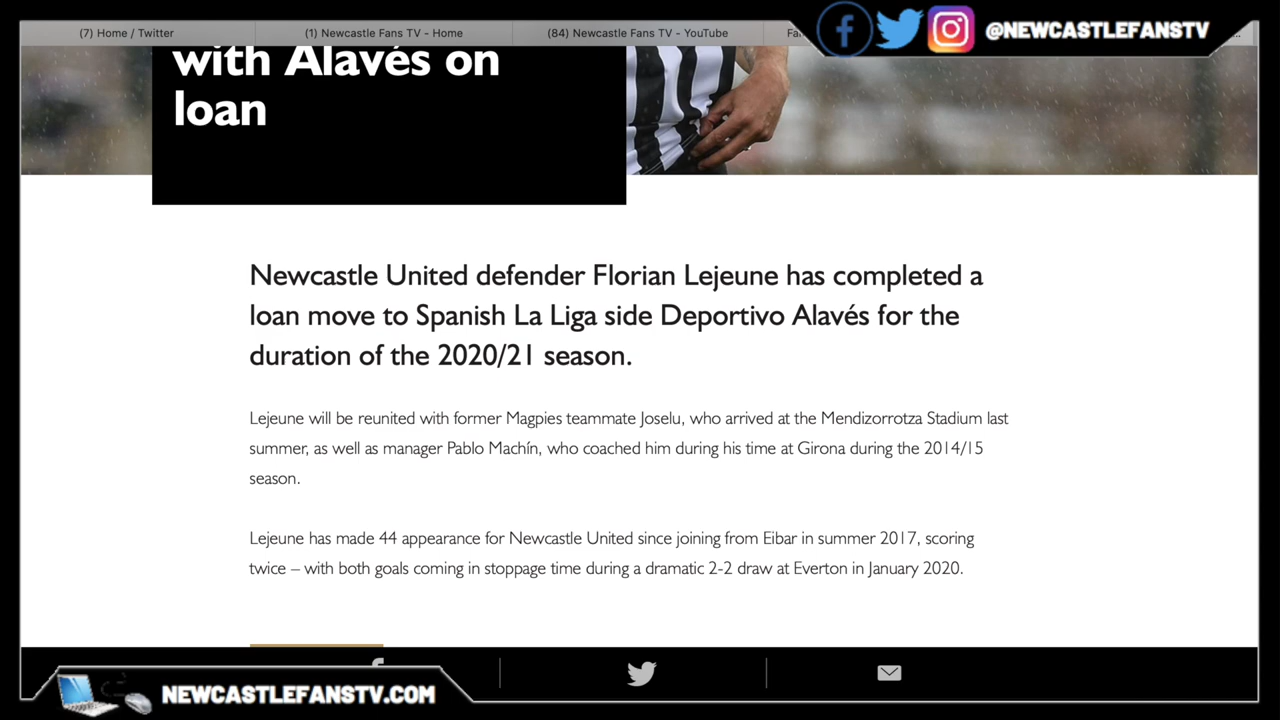 (7) Home / Twitter
(1) Newcastle Fans TV - Home
(84) Newcastle Fans TV - YouTube
@NEWCASTLEFANSTV
with Alavés on
loan
Newcastle United defender Florian Lejeune has completed a
loan move to Spanish La Liga side Deportivo Alavés for the
duration of the 2020/21 season.
Lejeune will be reunited with former Magpies teammate Joselu, who arrived at the Mendizorrotza Stadium last
summer, as well as manager Pablo Machín, who coached him during his time at Girona during the 2014/15
season.
Lejeune has made 44 appearance for Newcastle United since joining from Eibar in summer 2017, scoring
twice – with both goals coming in stoppage time during a dramatic 2-2 draw at Everton in January 2020.
NEWCASTLEFANSTV.COM